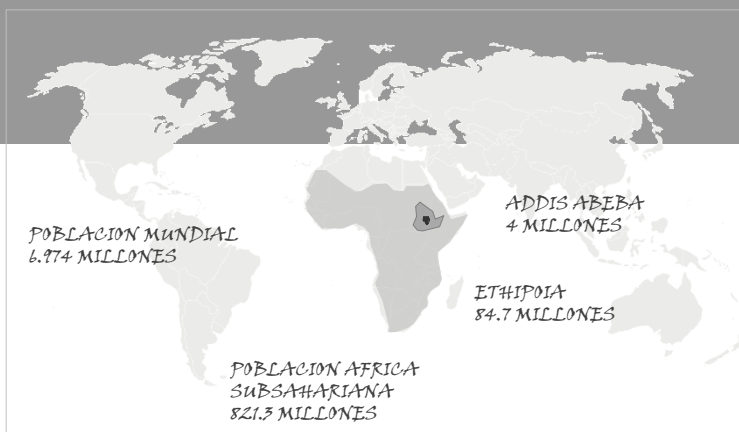 POBLACION MUNDIAL
6.974 MILLONES
ADDIS ABEBA
4 MILLONES
ETHIPOIA
84.7 MILLONES
POBLACION AFRICA
SUBSAHARIANA
821.3 MILLONES